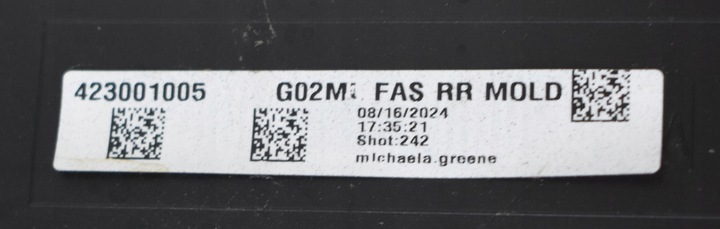 423001005 FAS RR MOLD
08/16/2024
17:35:21
Shot:242
michaela.greene